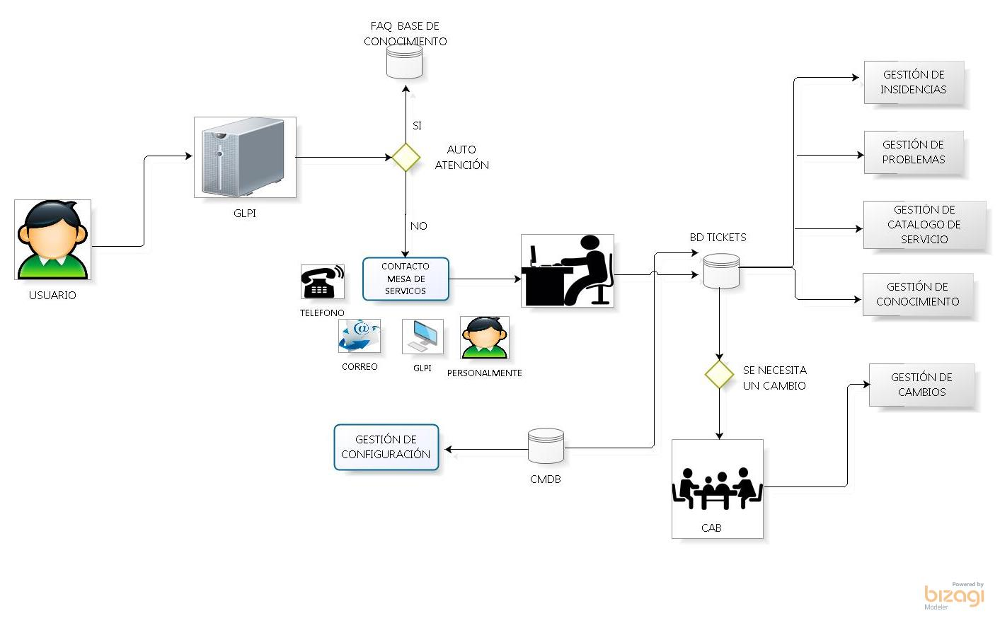 FAQ BASE DE
CONOCIMIENTO
SI
AUTO
ATENCIÓN
GLPI
USUARIO
NO
CONTACTO
MESA DE
SERVICOS
TELEFONO
CORREO
GLPI
PERSONALMENTE
BD TICKETS
GESTIÓN DE
INSIDENCIAS
GESTIÓN DE
PROBLEMAS
GESTIÓN DE
CATALOGO DE
SERVICIO
GESTIÓN DE
CONOCIMIENTO
SE NECESITA
UN CAMBIO
GESTIÓN DE
CAMBIOS
GESTIÓN DE
CONFIGURACIÓN
CMDB
CAB
Powered by
bizagi
Modeler